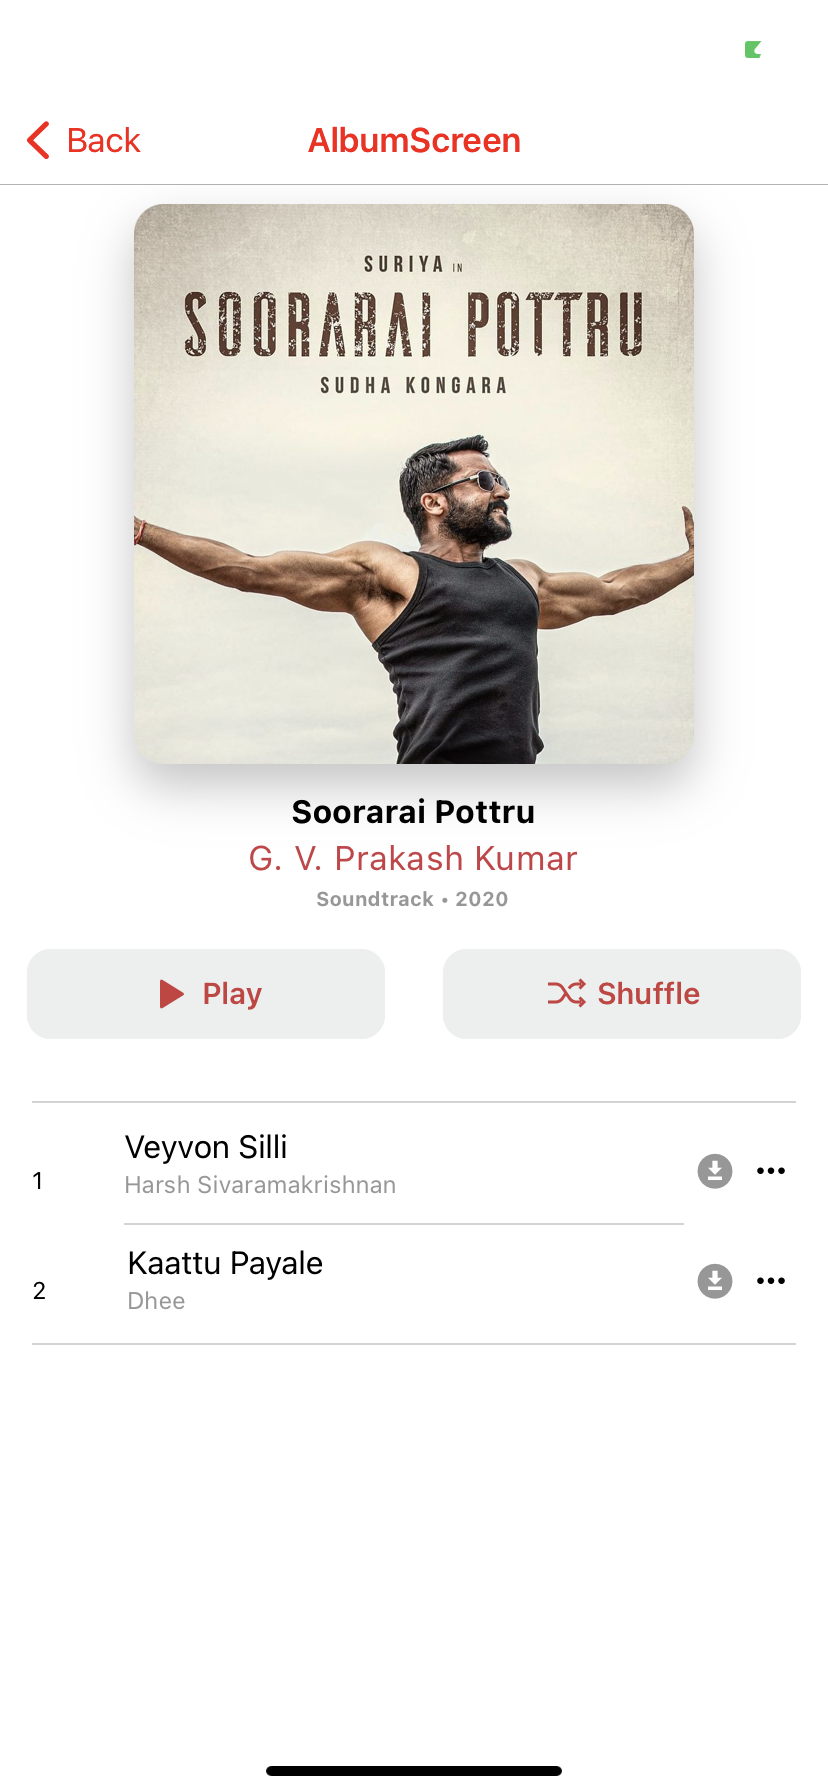 Back
AlbumScreen
SURIYA IN
SOORARAI POTTRU
SUDHA KONGARA
Soorarai Pottru
G. V. Prakash Kumar
Soundtrack • 2020
Play
Shuffle
1
Veyvon Silli
Harsh Sivaramakrishnan
2
Kaattu Payale
Dhee